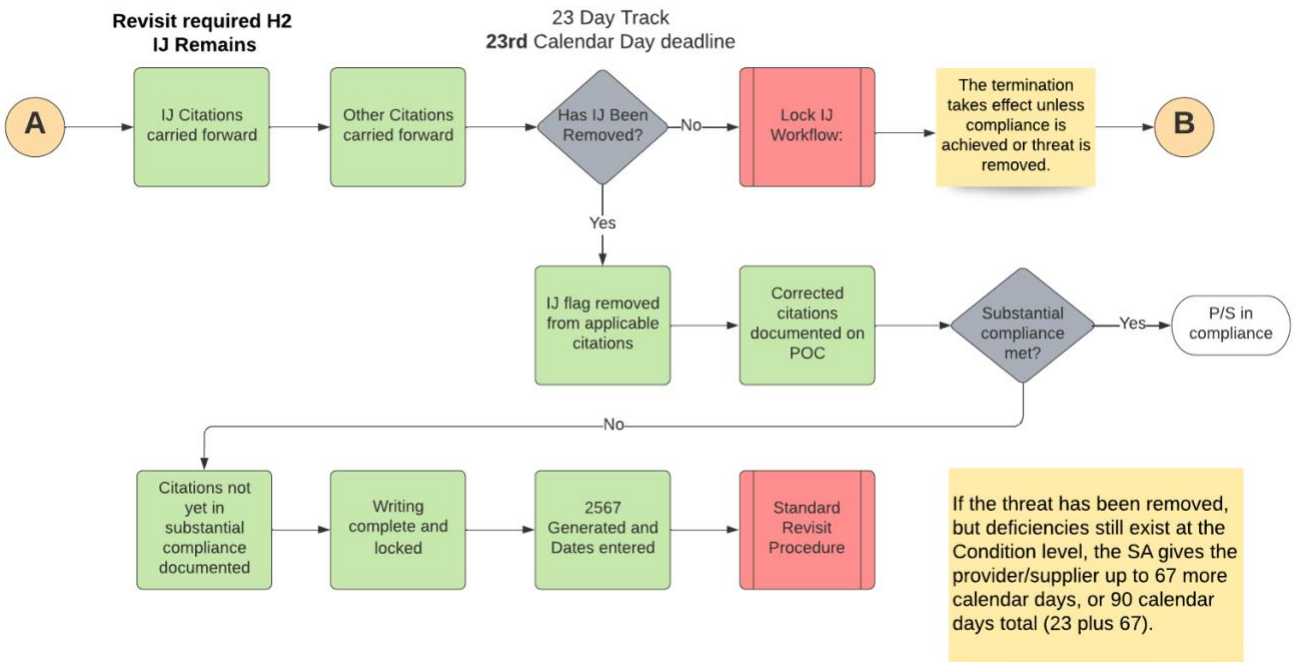 Revisit required H2
IJ Remains
23 Day Track
23rd Calendar Day deadline
A
IJ Citations
carried forward
Other Citations
carried forward
Has IJ Been
Removed?
No
Lock IJ
Workflow:
The termination
takes effect unless
compliance is
achieved or threat is
removed.
B
Yes
IJ flag removed
from applicable
citations
Corrected
citations
documented on
POC
Substantial
compliance
met?
Yes
P/S in
compliance
No
Citations not
yet in
substantial
compliance
documented
Writing
complete and
locked
2567
Generated and
Dates entered
Standard
Revisit
Procedure
If the threat has been removed,
but deficiencies still exist at the
Condition level, the SA gives the
provider/supplier up to 67 more
calendar days, or 90 calendar
days total (23 plus 67).